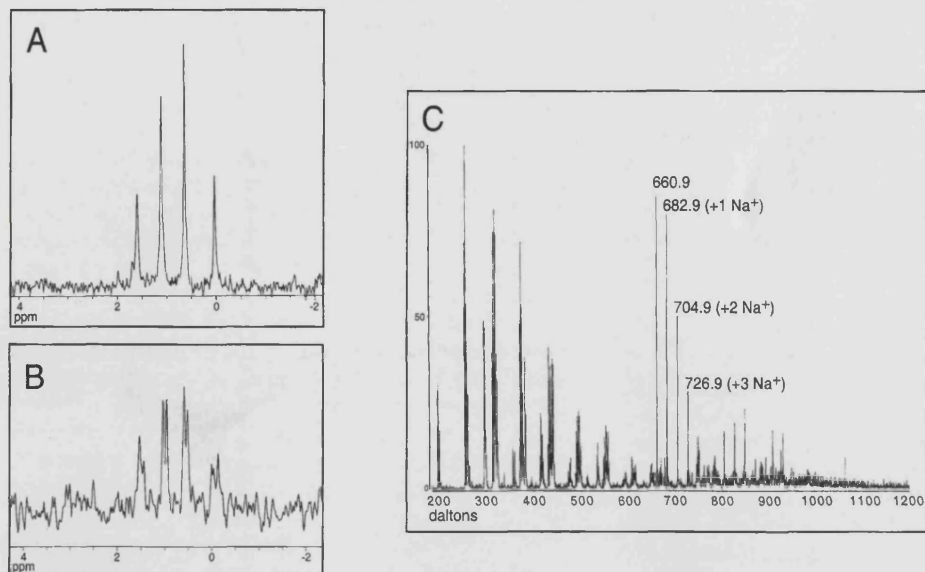 A
4
2
0
-2
ppm
B
4
2
0
-2
ppm
C
100
50
660.9
682.9 (+1 Na⁺)
704.9 (+2 Na⁺)
726.9 (+3 Na⁺)
200 300 400 500 600 700 800 900 1000 1100 1200
daltons